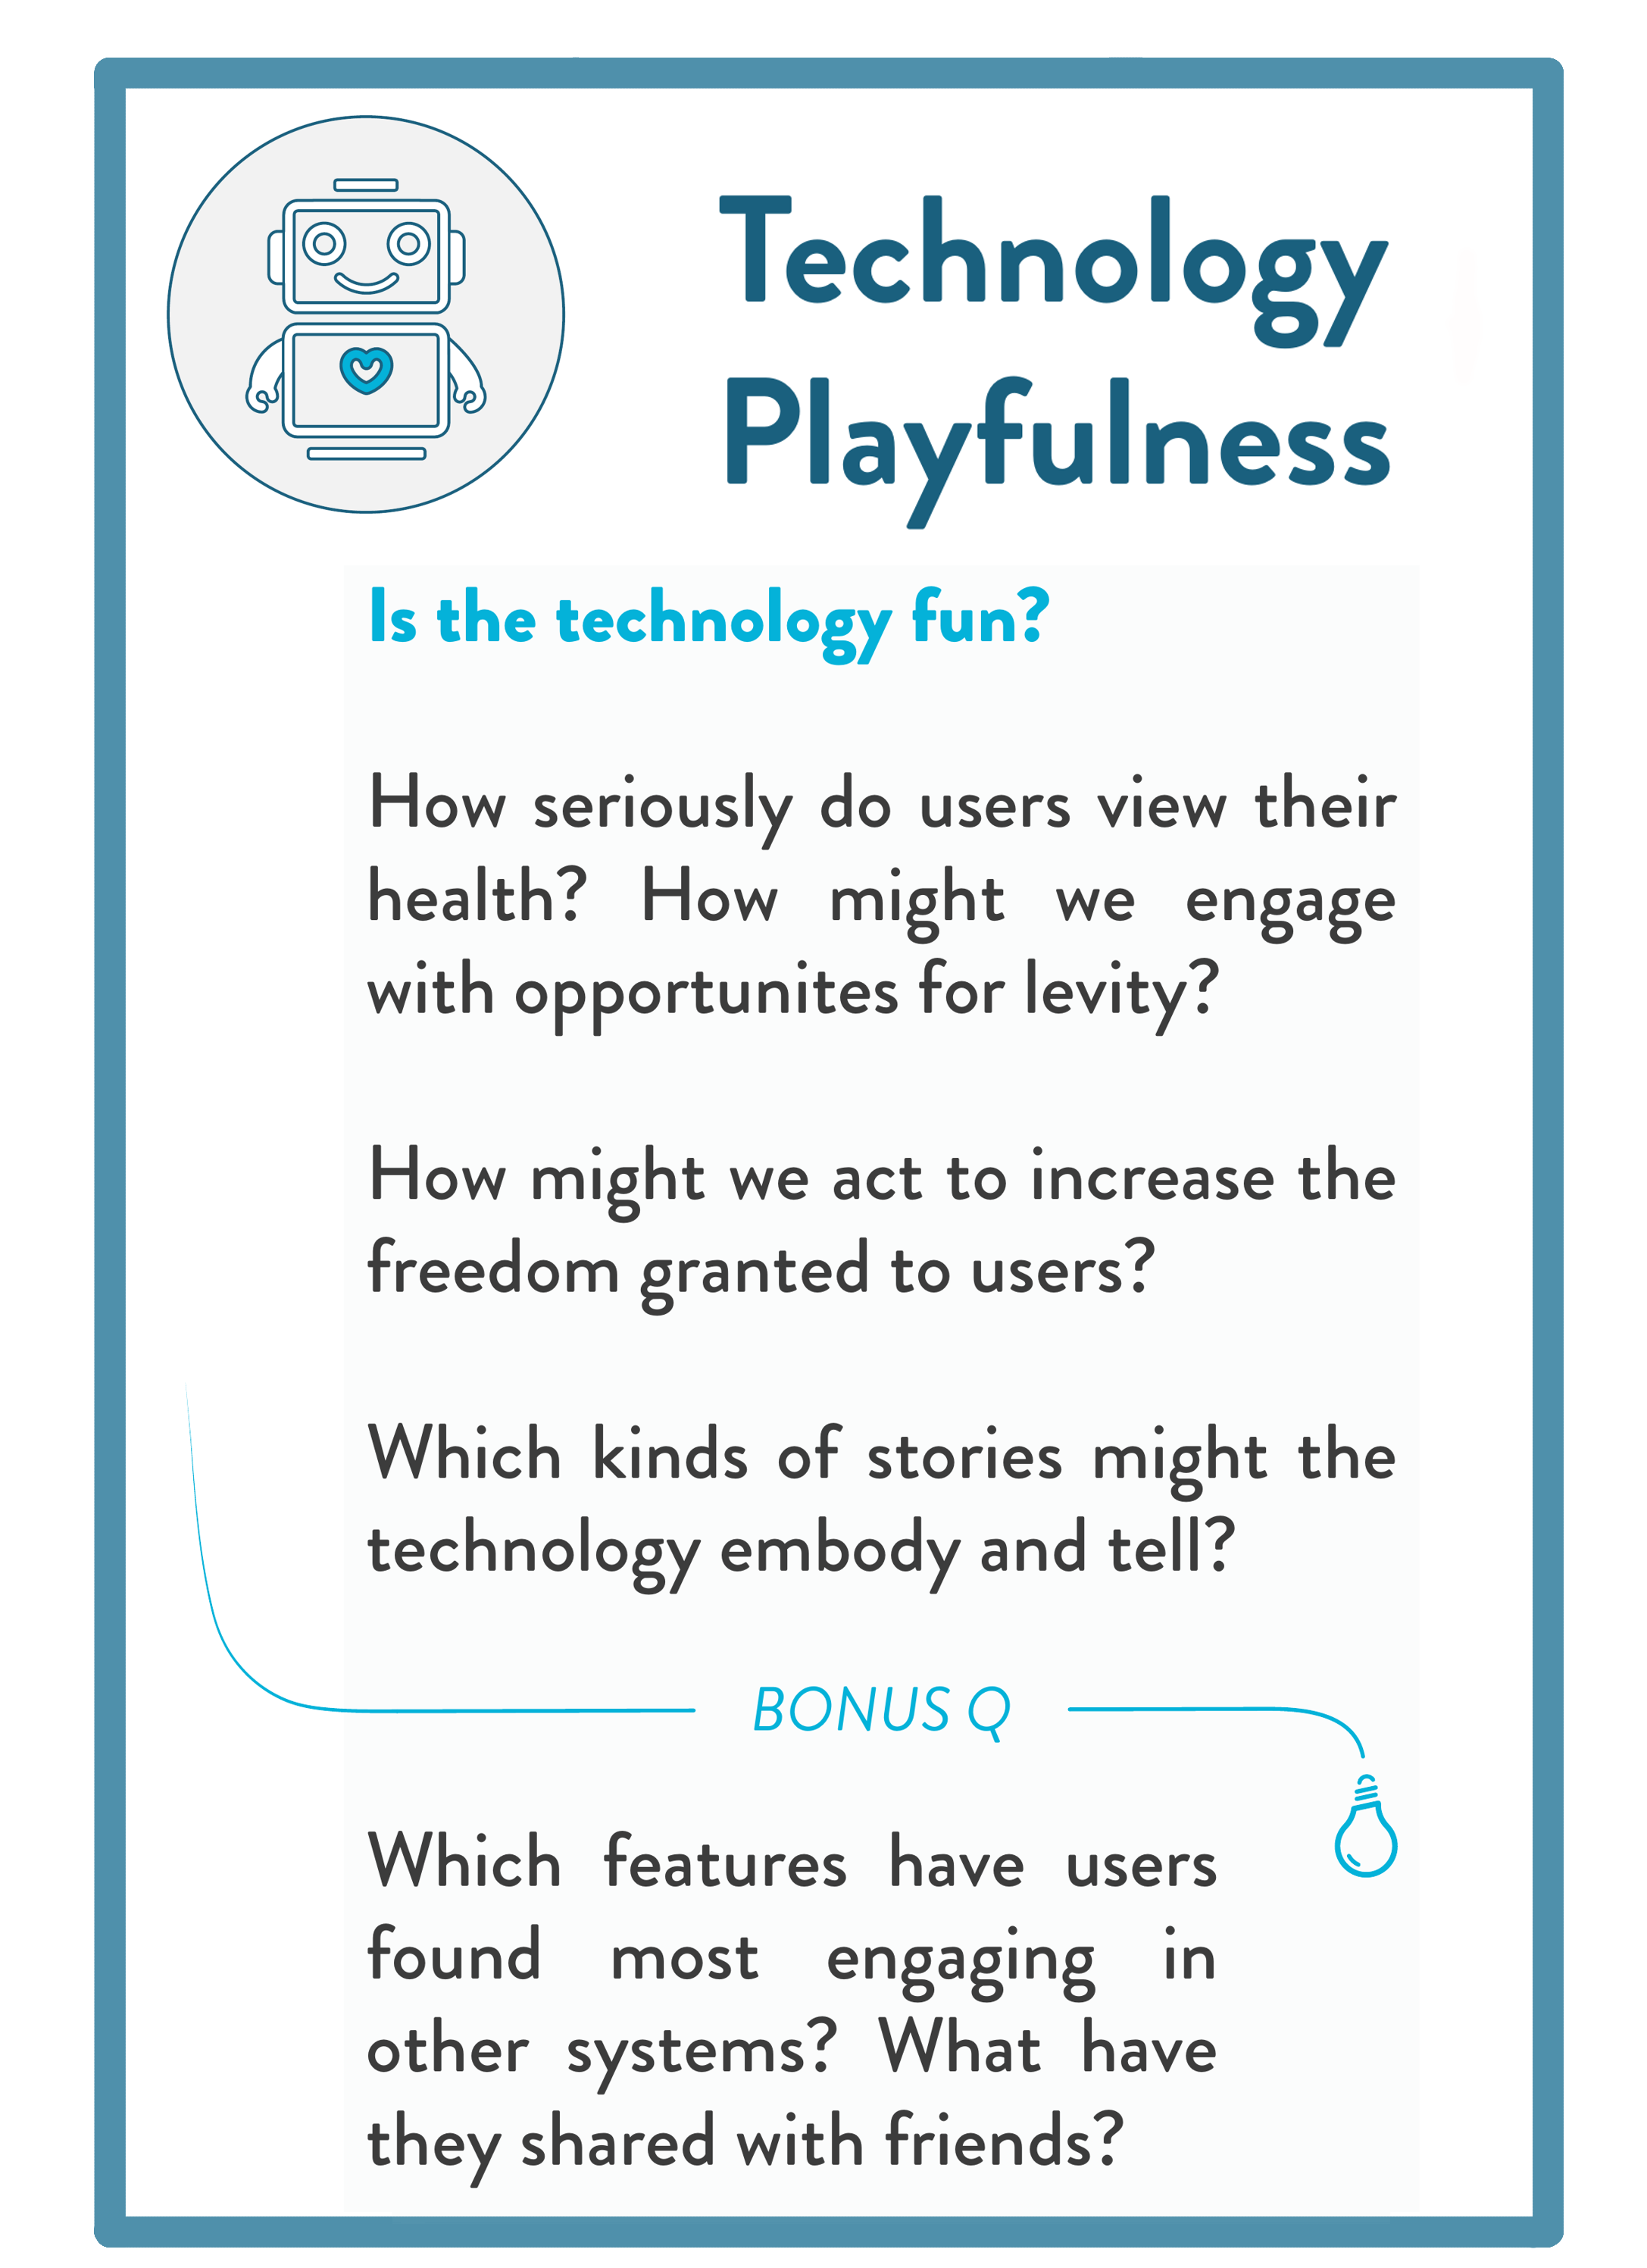 Technology
Playfulness
Is the technology fun?
How seriously do users view their
health? How might we engage
with opportunites for levity?
How might we act to increase the
freedom granted to users?
Which kinds of stories might the
technology embody and tell?
BONUS Q
Which features have users
found most engaging in
other systems? What have
they shared with friends?